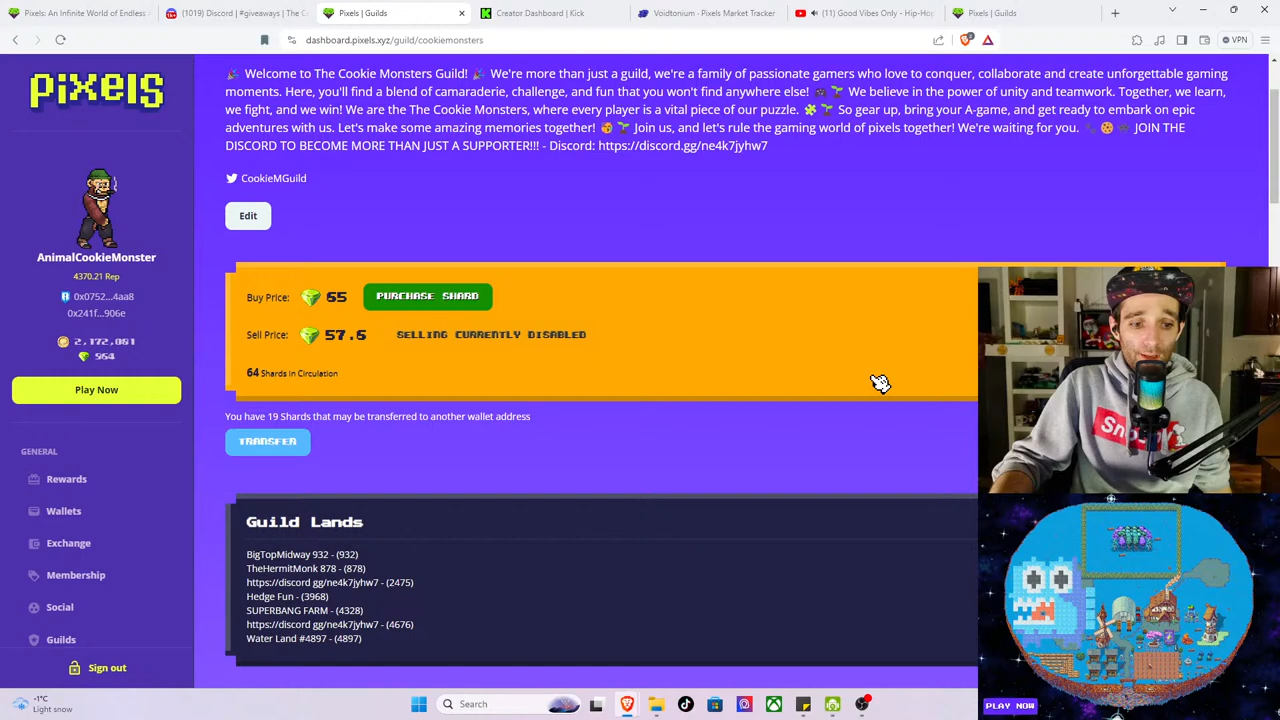 Pixels: An Infinite World of Endless
(1019) Discord | #giveaways | The C
Pixels | Guilds
Creator Dashboard | Kick
Voidtonium - Pixels Market Tracker
(11) Good Vibes Only - Hip-Hop
Pixels | Guilds
dashboard.pixels.xyz/guild/cookiemonsters
VPN
pixels
AnimalCookieMonster
4370.21 Rep
0x0752...4aa8
0x241f...906e
2,172,081
964
Play Now
GENERAL
Rewards
Wallets
Exchange
Membership
Social
Guilds
Sign out
🎉 Welcome to The Cookie Monsters Guild! 🎉 We're more than just a guild, we're a family of passionate gamers who love to conquer, collaborate and create unforgettable gaming
moments. Here, you'll find a blend of camaraderie, challenge, and fun that you won't find anywhere else! 🎮 🌱 We believe in the power of unity and teamwork. Together, we learn,
we fight, and we win! We are the The Cookie Monsters, where every player is a vital piece of our puzzle. 🧩 🌱 So gear up, bring your A-game, and get ready to embark on epic
adventures with us. Let's make some amazing memories together! 🥳 🌱 Join us, and let's rule the gaming world of pixels together! We're waiting for you. 🍪 JOIN THE
DISCORD TO BECOME MORE THAN JUST A SUPPORTER!!! - Discord: https://discord.gg/ne4k7jyhw7
CookieMGuild
Edit
Buy Price: 65 PURCHASE SHARD
Sell Price: 57.5 SELLING CURRENTLY DISABLED
64 Shards in Circulation
You have 19 Shards that may be transferred to another wallet address
TRANSFER
Guild Lands
BigTopMidway 932 - (932)
TheHermitMonk 878 - (878)
https://discord gg/ne4k7jyhw7 - (2475)
Hedge Fun - (3968)
SUPERBANG FARM - (4328)
https://discord gg/ne4k7jyhw7 - (4676)
Water Land #4897 - (4897)
PLAY NOW
-1°C
Light snow
Search